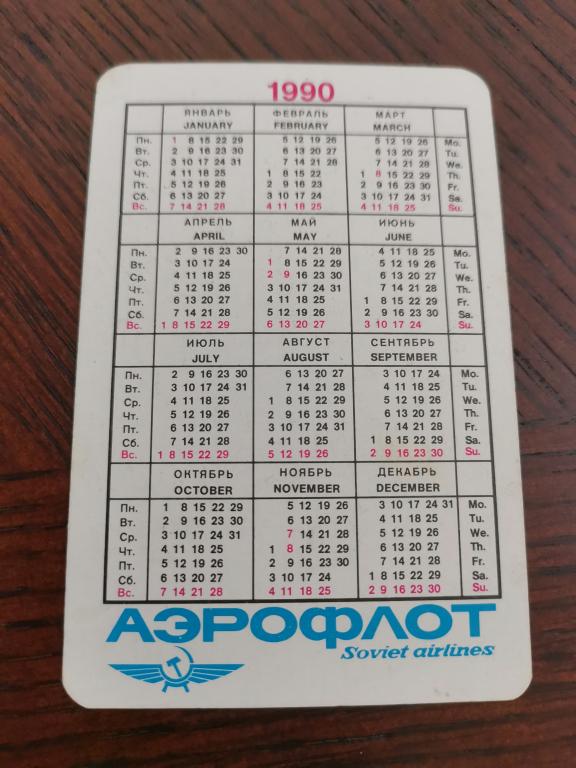 1990
ЯНВАРЬ ФЕВРАЛЬ МАРТ
JANUARY FEBRUARY MARCH
Пн. 1 8 15 22 29 5 12 19 26 5 12 19 26 Mo.
Вт. 2 9 16 23 30 6 13 20 27 6 13 20 27 Tu.
Ср. 3 10 17 24 31 7 14 21 28 7 14 21 28 We.
Чт. 4 11 18 25 1 8 15 22 1 8 15 22 29 Th.
Пт. 5 12 19 26 2 9 16 23 2 9 16 23 30 Fr.
Сб. 6 13 20 27 3 10 17 24 3 10 17 24 31 Sa.
Вс. 7 14 21 28 4 11 18 25 4 11 18 25 Su.
АПРЕЛЬ МАЙ ИЮНЬ
APRIL MAY JUNE
Пн. 2 9 16 23 30 7 14 21 28 4 11 18 25 Mo.
Вт. 3 10 17 24 1 8 15 22 29 5 12 19 26 Tu.
Ср. 4 11 18 25 2 9 16 23 30 6 13 20 27 We.
Чт. 5 12 19 26 3 10 17 24 31 7 14 21 28 Th.
Пт. 6 13 20 27 4 11 18 25 1 8 15 22 29 Fr.
Сб. 7 14 21 28 5 12 19 26 2 9 16 23 30 Sa.
Вс. 1 8 15 22 29 6 13 20 27 3 10 17 24 Su.
ИЮЛЬ АВГУСТ СЕНТЯБРЬ
JULY AUGUST SEPTEMBER
Пн. 2 9 16 23 30 6 13 20 27 3 10 17 24 Mo.
Вт. 3 10 17 24 31 7 14 21 28 4 11 18 25 Tu.
Ср. 4 11 18 25 1 8 15 22 29 5 12 19 26 We.
Чт. 5 12 19 26 2 9 16 23 30 6 13 20 27 Th.
Пт. 6 13 20 27 3 10 17 24 31 7 14 21 28 Fr.
Сб. 7 14 21 28 4 11 18 25 1 8 15 22 29 Sa.
Вс. 1 8 15 22 29 5 12 19 26 2 9 16 23 30 Su.
ОКТЯБРЬ НОЯБРЬ ДЕКАБРЬ
OCTOBER NOVEMBER DECEMBER
Пн. 1 8 15 22 29 5 12 19 26 3 10 17 24 31 Mo.
Вт. 2 9 16 23 30 6 13 20 27 4 11 18 25 Tu.
Ср. 3 10 17 24 31 7 14 21 28 5 12 19 26 We.
Чт. 4 11 18 25 1 8 15 22 29 6 13 20 27 Th.
Пт. 5 12 19 26 2 9 16 23 30 7 14 21 28 Fr.
Сб. 6 13 20 27 3 10 17 24 1 8 15 22 29 Sa.
Вс. 7 14 21 28 4 11 18 25 2 9 16 23 30 Su.
АЭРОФЛОТ
Soviet airlines